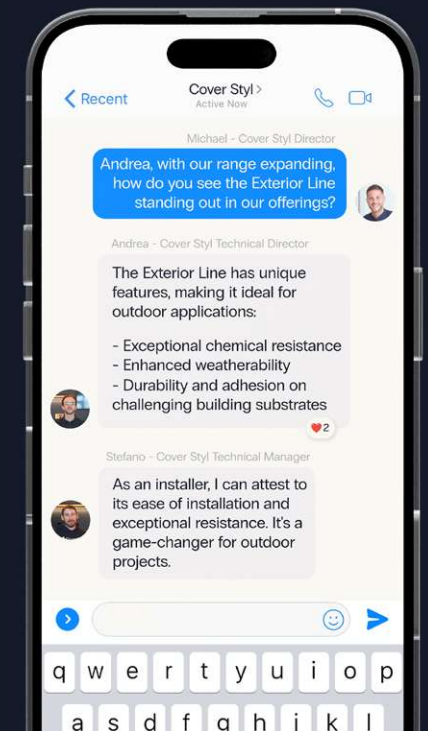 Recent
Cover Styl >
Active Now
Michael - Cover Styl Director
Andrea, with our range expanding,
how do you see the Exterior Line
standing out in our offerings?
Andrea - Cover Styl Technical Director
The Exterior Line has unique
features, making it ideal for
outdoor applications:
- Exceptional chemical resistance
- Enhanced weatherability
- Durability and adhesion on
challenging building substrates
2
Stefano - Cover Styl Technical Manager
As an installer, I can attest to
its ease of installation and
exceptional resistance. It's a
game-changer for outdoor
projects.
q w e r t y u i o p
a s d f g h j k l